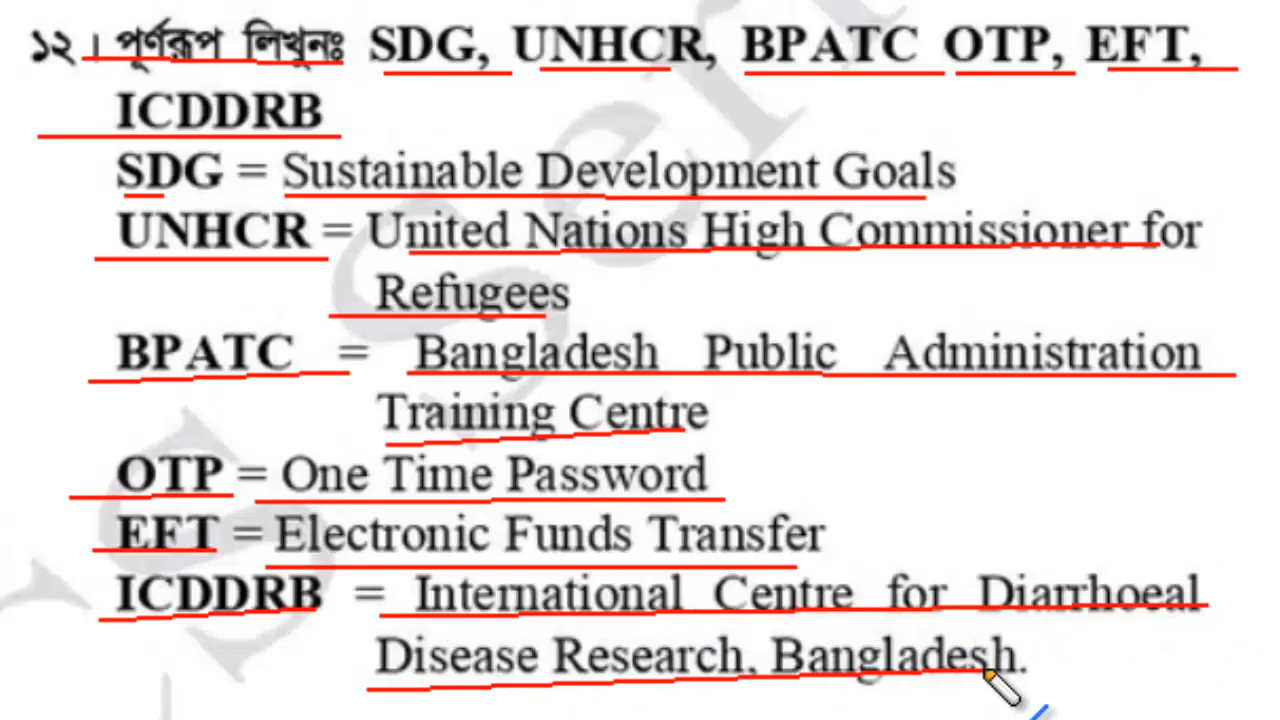 ১২। পূর্ণরূপ লিখুনঃ SDG, UNHCR, BPATC OTP, EFT,
ICDDRB
SDG = Sustainable Development Goals
UNHCR = United Nations High Commissioner for
Refugees
BPATC = Bangladesh Public Administration
Training Centre
OTP = One Time Password
EFT = Electronic Funds Transfer
ICDDRB = International Centre for Diarrhoeal
Disease Research, Bangladesh.